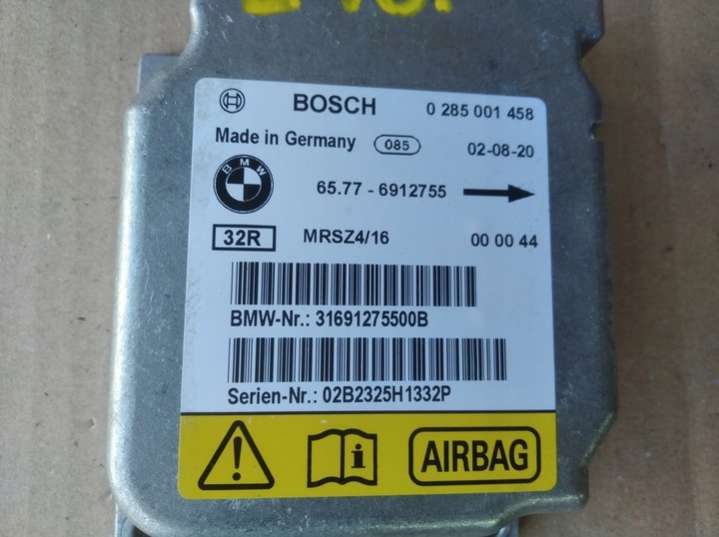 BOSCH 0 285 001 458
Made in Germany 085 02-08-20
BMW 65.77 - 6912755
32R MRSZ4/16 00 00 44
BMW-Nr.: 31691275500B
Serien-Nr.: 02B2325H1332P
AIRBAG